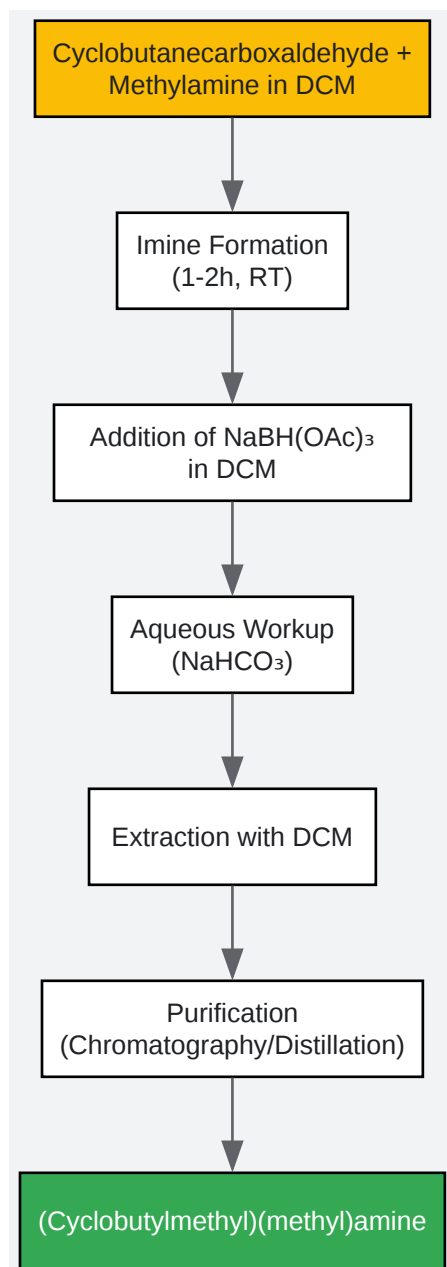 Cyclobutanecarboxaldehyde +
Methylamine in DCM
Imine Formation
(1-2h, RT)
Addition of NaBH(OAc)₃
in DCM
Aqueous Workup
(NaHCO₃)
Extraction with DCM
Purification
(Chromatography/Distillation)
(Cyclobutylmethyl)(methyl)amine